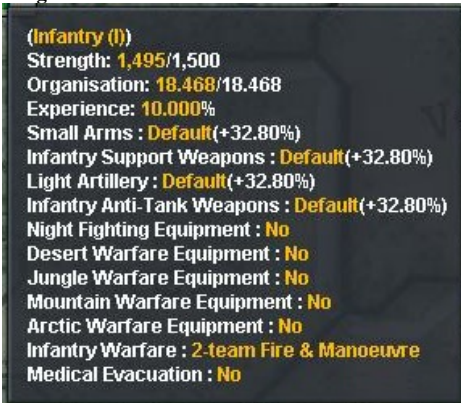 (Infantry (I))
Strength: 1,495/1,500
Organisation: 18.468/18.468
Experience: 10.000%
Small Arms : Default(+32.80%)
Infantry Support Weapons : Default(+32.80%)
Light Artillery : Default(+32.80%)
Infantry Anti-Tank Weapons : Default(+32.80%)
Night Fighting Equipment : No
Desert Warfare Equipment : No
Jungle Warfare Equipment : No
Mountain Warfare Equipment : No
Arctic Warfare Equipment : No
Infantry Warfare : 2-team Fire & Manoeuvre
Medical Evacuation : No